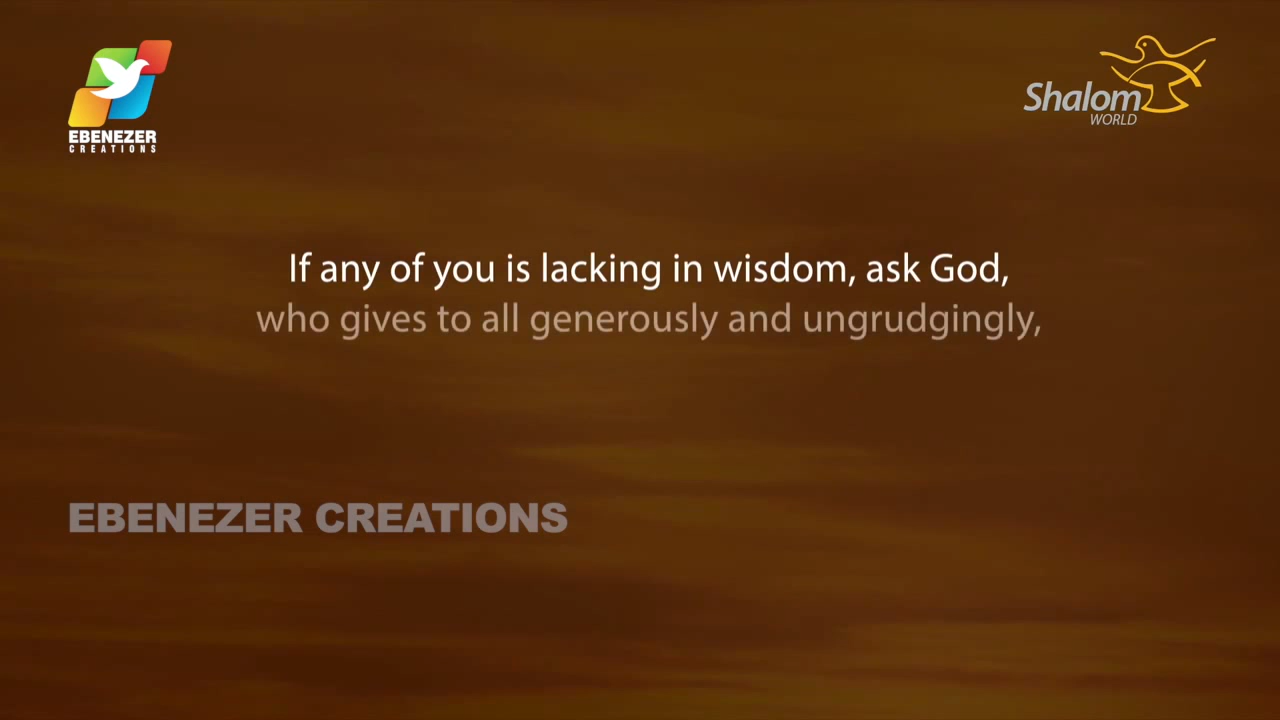 EBENEZER
CREATIONS
Shalom
WORLD
If any of you is lacking in wisdom, ask God,
who gives to all generously and ungrudgingly,
EBENEZER CREATIONS